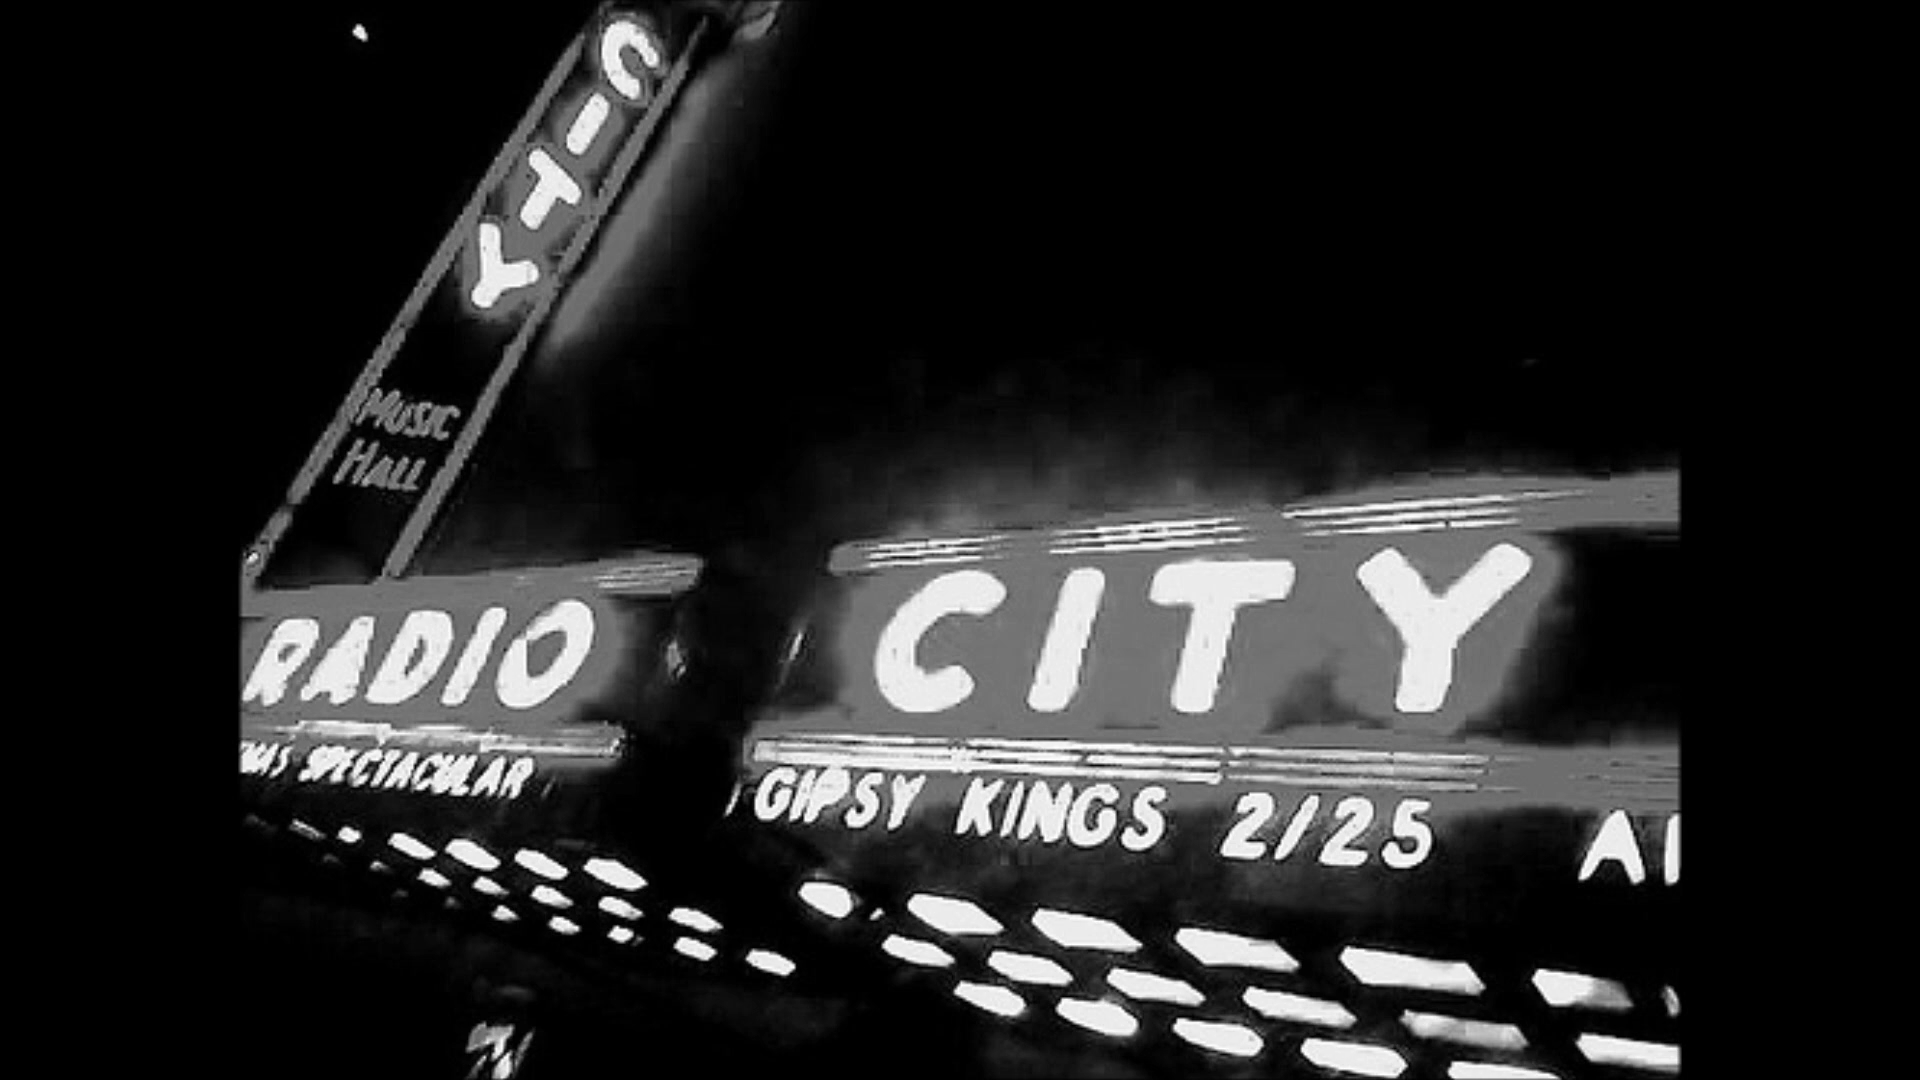 CITY
MUSIC
HALL
RADIO CITY
SPECTACULAR
GIPSY KINGS 2/25